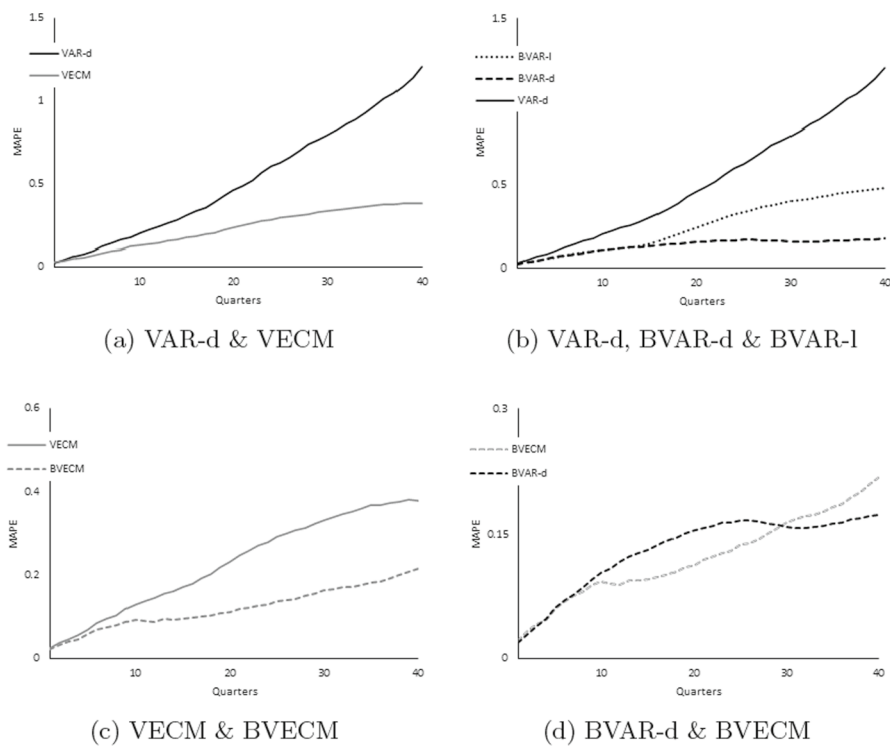 1.5
VAR-d
VECM
1
MAPE
0.5
0
10
20
30
40
Quarters
(a) VAR-d & VECM
1.5
BVAR-l
BVAR-d
VAR-d
1
MAPE
0.5
0
10
20
30
40
Quarters
(b) VAR-d, BVAR-d & BVAR-l
0.6
VECM
BVECM
0.4
MAPE
0.2
0
10
20
30
40
Quarters
(c) VECM & BVECM
0.3
BVECM
BVAR-d
MAPE
0.15
0
10
20
30
40
Quarters
(d) BVAR-d & BVECM